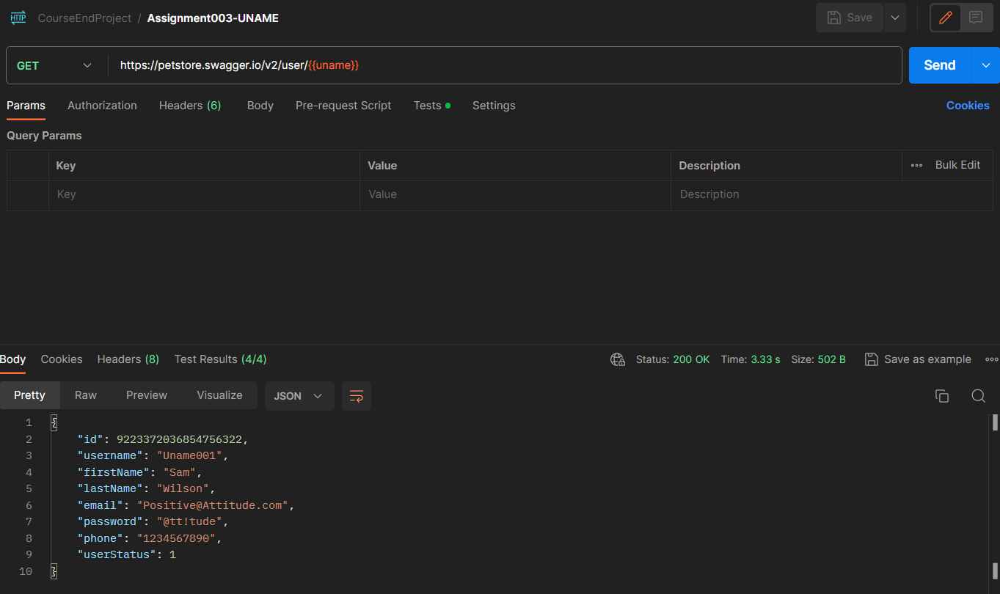 HTTP CourseEndProject / Assignment003-UNAME Save
GET https://petstore.swagger.io/v2/user/{{uname}} Send
Params Authorization Headers (6) Body Pre-request Script Tests Settings Cookies
Query Params
Key Value Description Bulk Edit
Key Value Description
Body Cookies Headers (8) Test Results (4/4) Status: 200 OK Time: 3.33 s Size: 502 B Save as example
Pretty Raw Preview Visualize JSON
1 {
2 "id": 9223372036854756322,
3 "username": "Uname001",
4 "firstName": "Sam",
5 "lastName": "Wilson",
6 "email": "Positive@Attitude.com",
7 "password": "@tt!tude",
8 "phone": "1234567890",
9 "userStatus": 1
10 }